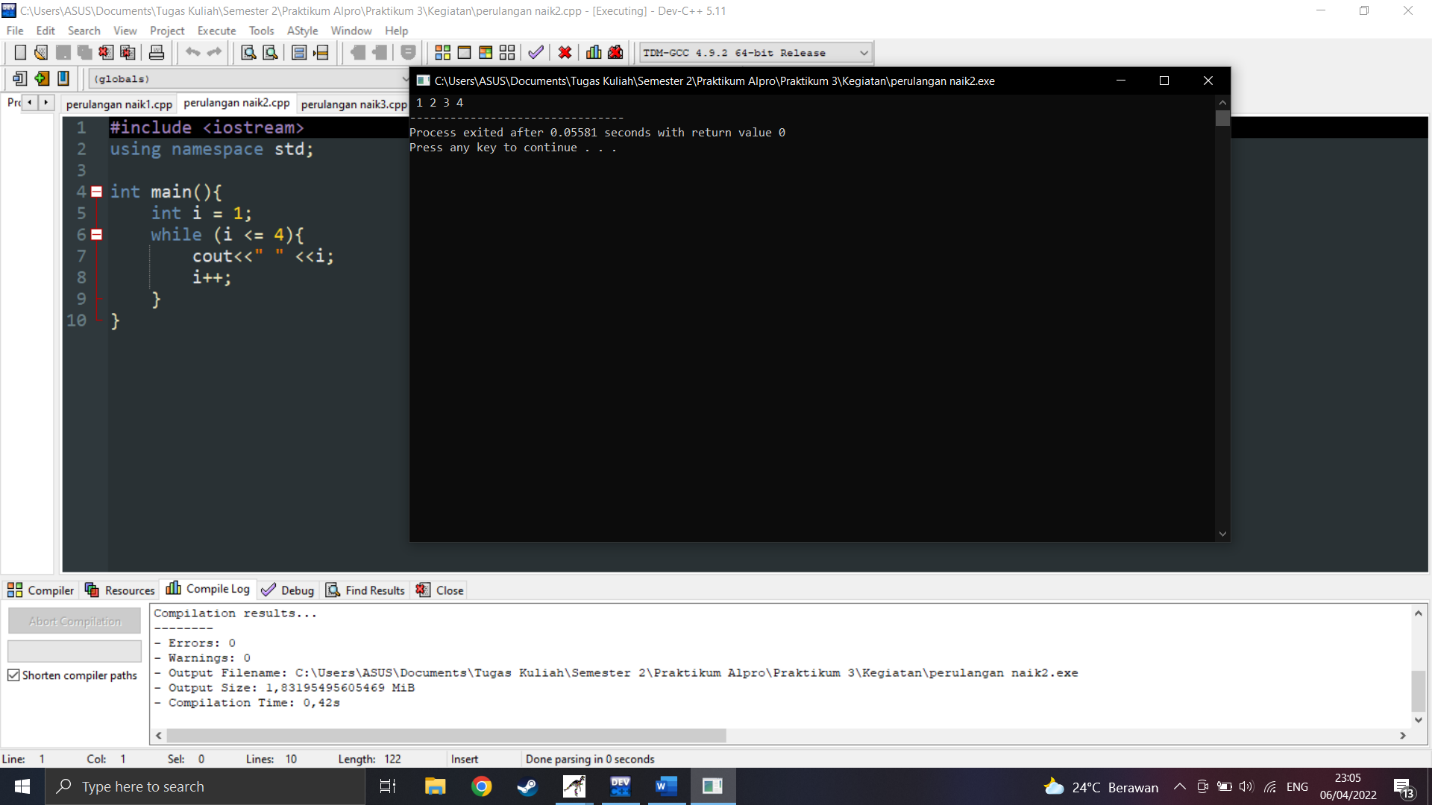 C:\Users\ASUS\Documents\Tugas Kuliah\Semester 2\Praktikum Alpro\Praktikum 3\Kegiatan\perulangan naik2.cpp - [Executing] - Dev-C++ 5.11
File Edit Search View Project Execute Tools AStyle Window Help
TDM-GCC 4.9.2 64-bit Release
(globals)
perulangan naik1.cpp perulangan naik2.cpp perulangan naik3.cpp
1 #include <iostream>
2 using namespace std;
3
4 int main(){
5 int i = 1;
6 while (i <= 4){
7 cout<<" " <<i;
8 i++;
9 }
10 }
C:\Users\ASUS\Documents\Tugas Kuliah\Semester 2\Praktikum Alpro\Praktikum 3\Kegiatan\perulangan naik2.exe
1 2 3 4
--------------------------------
Process exited after 0.05581 seconds with return value 0
Press any key to continue . . .
Compiler Resources Compile Log Debug Find Results Close
Abort Compilation
Shorten compiler paths
Compilation results...
--------
- Errors: 0
- Warnings: 0
- Output Filename: C:\Users\ASUS\Documents\Tugas Kuliah\Semester 2\Praktikum Alpro\Praktikum 3\Kegiatan\perulangan naik2.exe
- Output Size: 1,83195495605469 MiB
- Compilation Time: 0,42s
Line: 1 Col: 1 Sel: 0 Lines: 10 Length: 122 Insert Done parsing in 0 seconds
Type here to search
DEV
24°C Berawan
ENG
23:05
06/04/2022
13